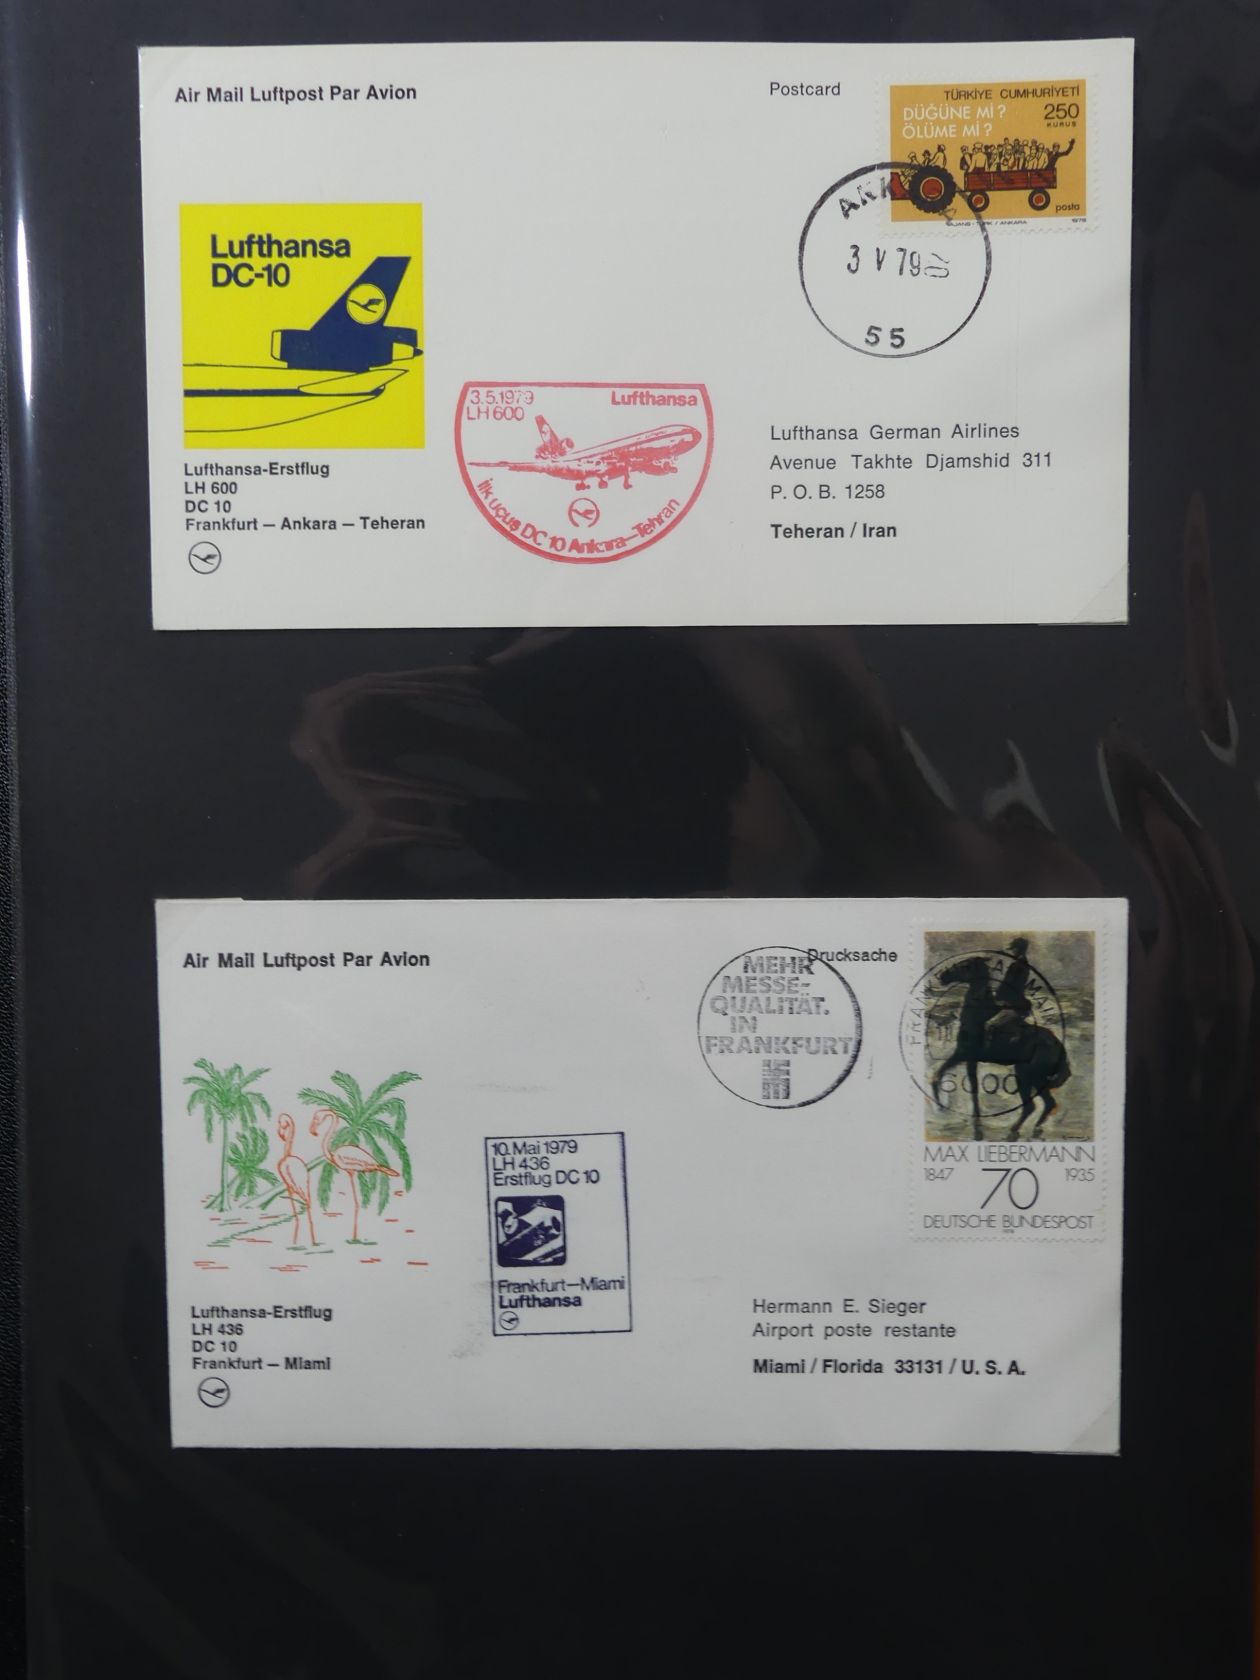 Air Mail Luftpost Par Avion
Postcard
TÜRKİYE CUMHURİYETİ
DÜĞÜNE Mİ?
250
KURUŞ
ÖLÜME Mİ?
posta
3 V 79
55
Lufthansa
DC-10
3.5.1979
Lufthansa
LH 600
İlk uçuş DC 10 Ankara–Tehran
Lufthansa-Erstflug
LH 600
DC 10
Frankfurt – Ankara – Teheran
Lufthansa German Airlines
Avenue Takhte Djamshid 311
P. O. B. 1258
Teheran / Iran
Air Mail Luftpost Par Avion
Drucksache
MEHR
MESSE-
QUALITÄT.
IN
FRANKFURT
6000
MAX LIEBERMANN
1847 70 1935
DEUTSCHE BUNDESPOST
10. Mai 1979
LH 436
Erstflug DC 10
Frankfurt–Miami
Lufthansa
Lufthansa-Erstflug
LH 436
DC 10
Frankfurt – Miami
Hermann E. Sieger
Airport poste restante
Miami / Florida 33131 / U. S. A.